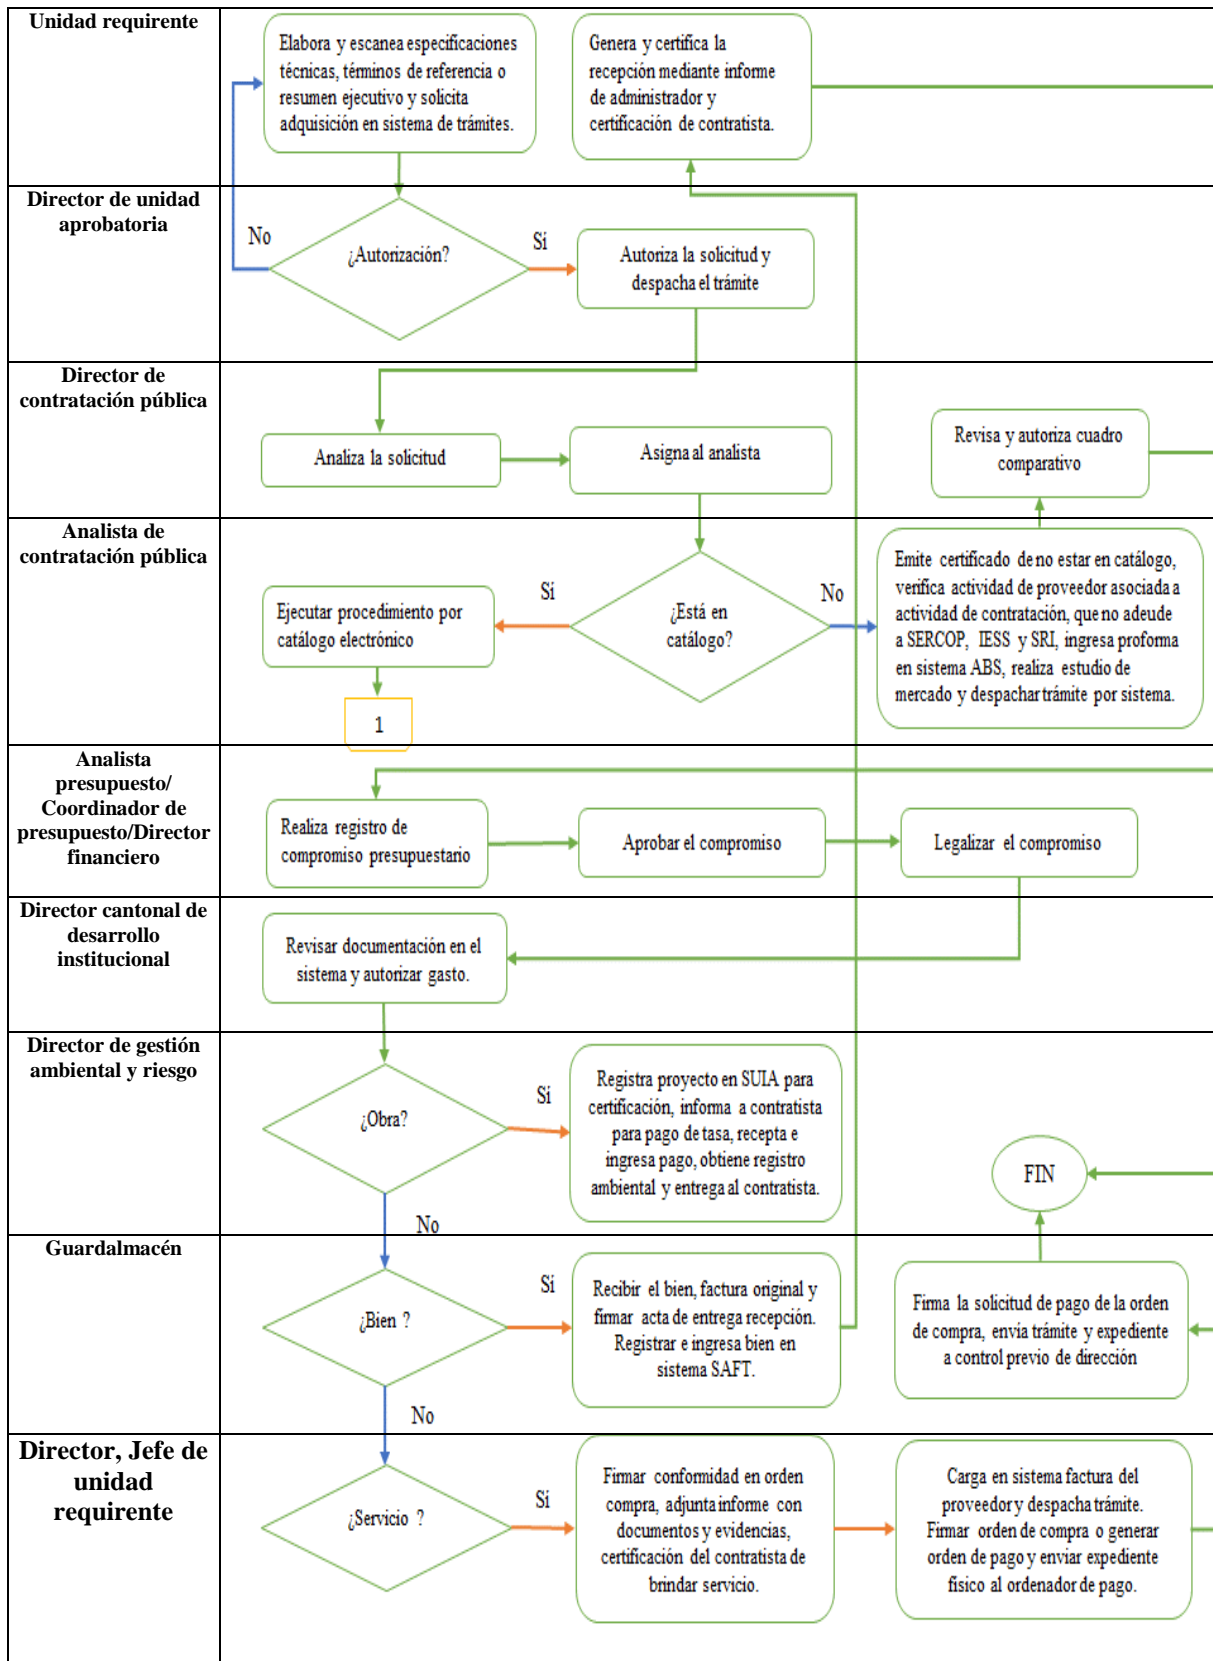 Unidad requirente
Elabora y escanea especificaciones
técnicas, términos de referencia o
resumen ejecutivo y solicita
adquisición en sistema de trámites.
Genera y certifica la
recepción mediante informe
de administrador y
certificación de contratista.
Director de unidad
aprobatoria
No
¿Autorización?
Sí
Autoriza la solicitud y
despacha el trámite
Director de
contratación pública
Analiza la solicitud
Asigna al analista
Revisa y autoriza cuadro
comparativo
Analista de
contratación pública
Ejecutar procedimiento por
catálogo electrónico
1
Sí
¿Está en
catálogo?
No
Emite certificado de no estar en catálogo,
verifica actividad de proveedor asociada a
actividad de contratación, que no adeude
a SERCOP, IESS y SRI, ingresa proforma
en sistema ABS, realiza estudio de
mercado y despachar trámite por sistema.
Analista
presupuesto/
Coordinador de
presupuesto/Director
financiero
Realiza registro de
compromiso presupuestario
Aprobar el compromiso
Legalizar el compromiso
Director cantonal de
desarrollo
institucional
Revisar documentación en el
sistema y autorizar gasto.
Director de gestión
ambiental y riesgo
¿Obra?
Sí
Registra proyecto en SUIA para
certificación, informa a contratista
para pago de tasa, recepta e
ingresa pago, obtiene registro
ambiental y entrega al contratista.
FIN
No
Guardalmacén
¿Bien ?
Sí
Recibir el bien, factura original y
firmar acta de entrega recepción.
Registrar e ingresa bien en
sistema SAFT.
Firma la solicitud de pago de la orden
de compra, envía trámite y expediente
a control previo de dirección
No
Director, Jefe de
unidad
requirente
¿Servicio ?
Sí
Firmar conformidad en orden
compra, adjunta informe con
documentos y evidencias,
certificación del contratista de
brindar servicio.
Carga en sistema factura del
proveedor y despacha trámite.
Firmar orden de compra o generar
orden de pago y enviar expediente
físico al ordenador de pago.